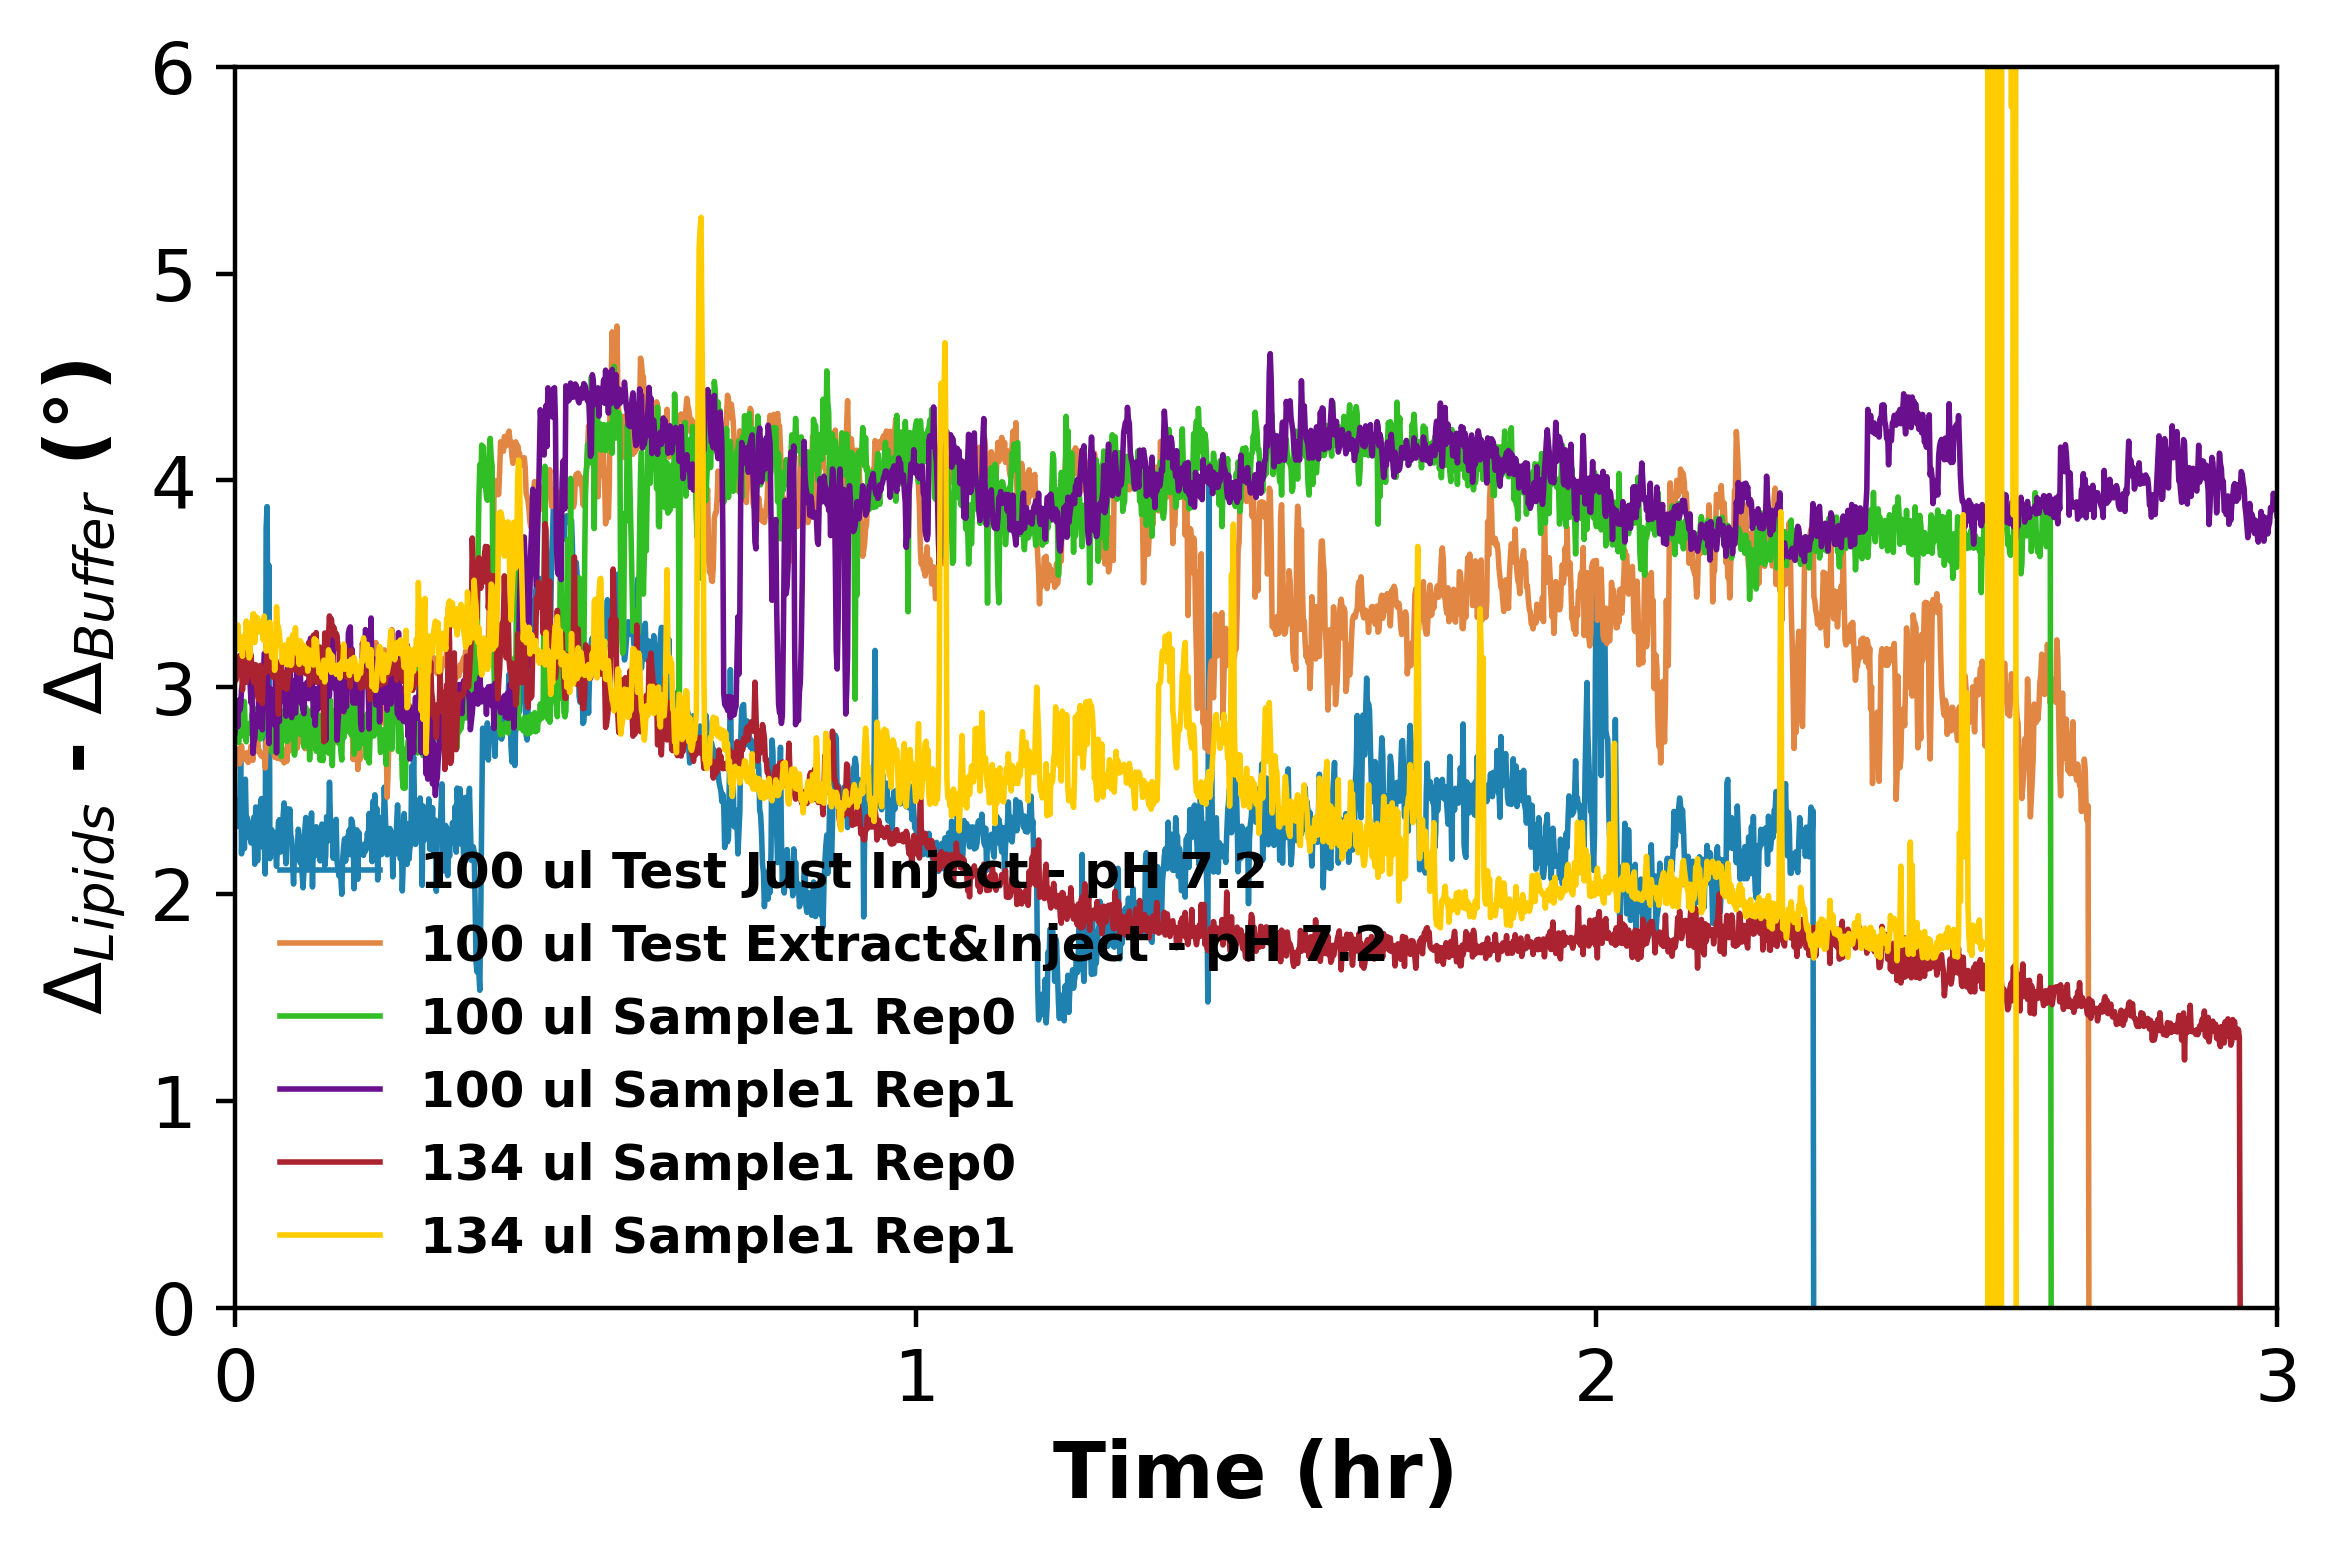 6
5
4
3
2
1
0
Δ_Lipids - Δ_Buffer (°)
100 ul Test Just Inject - pH 7.2
100 ul Test Extract&Inject - pH 7.2
100 ul Sample1 Rep0
100 ul Sample1 Rep1
134 ul Sample1 Rep0
134 ul Sample1 Rep1
0 1 2 3
Time (hr)